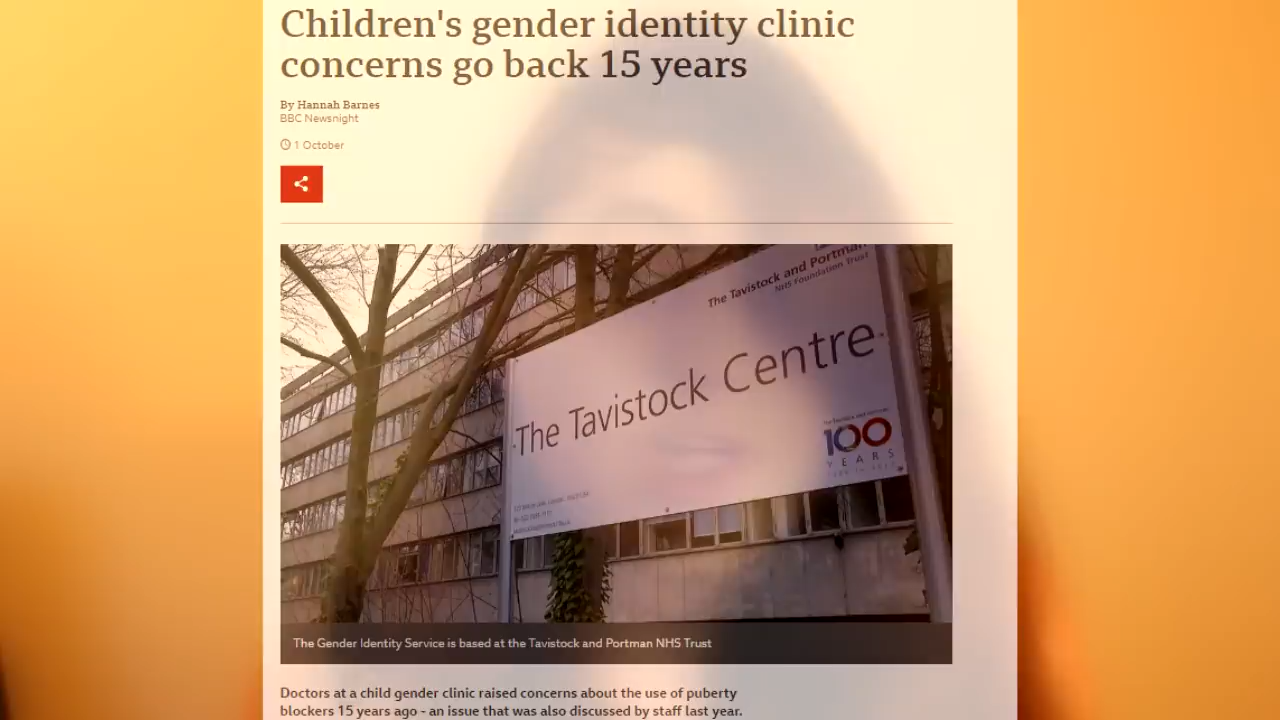 Children's gender identity clinic
concerns go back 15 years
By Hannah Barnes
BBC Newsnight
1 October
The Tavistock and Portman
NHS Foundation Trust
The Tavistock Centre
100
YEARS
The Gender Identity Service is based at the Tavistock and Portman NHS Trust
Doctors at a child gender clinic raised concerns about the use of puberty
blockers 15 years ago - an issue that was also discussed by staff last year.